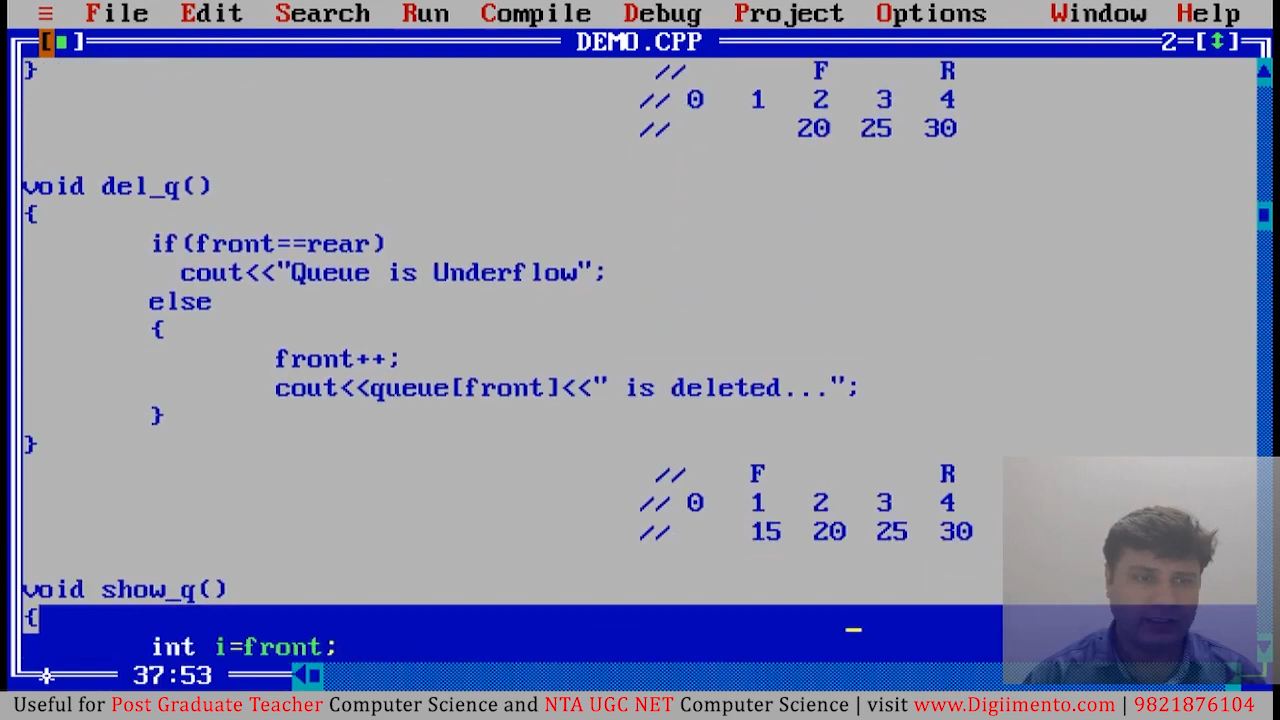 ≡ File Edit Search Run Compile Debug Project Options Window Help
[■] DEMO.CPP 2=[↕]
} // F R
// 0 1 2 3 4
// 20 25 30
void del_q()
{
if(front==rear)
cout<<"Queue is Underflow";
else
{
front++;
cout<<queue[front]<<" is deleted...";
}
}
// F R
// 0 1 2 3 4
// 15 20 25 30
void show_q()
{
int i=front;
37:53
Useful for Post Graduate Teacher Computer Science and NTA UGC NET Computer Science | visit www.Digiimento.com | 9821876104